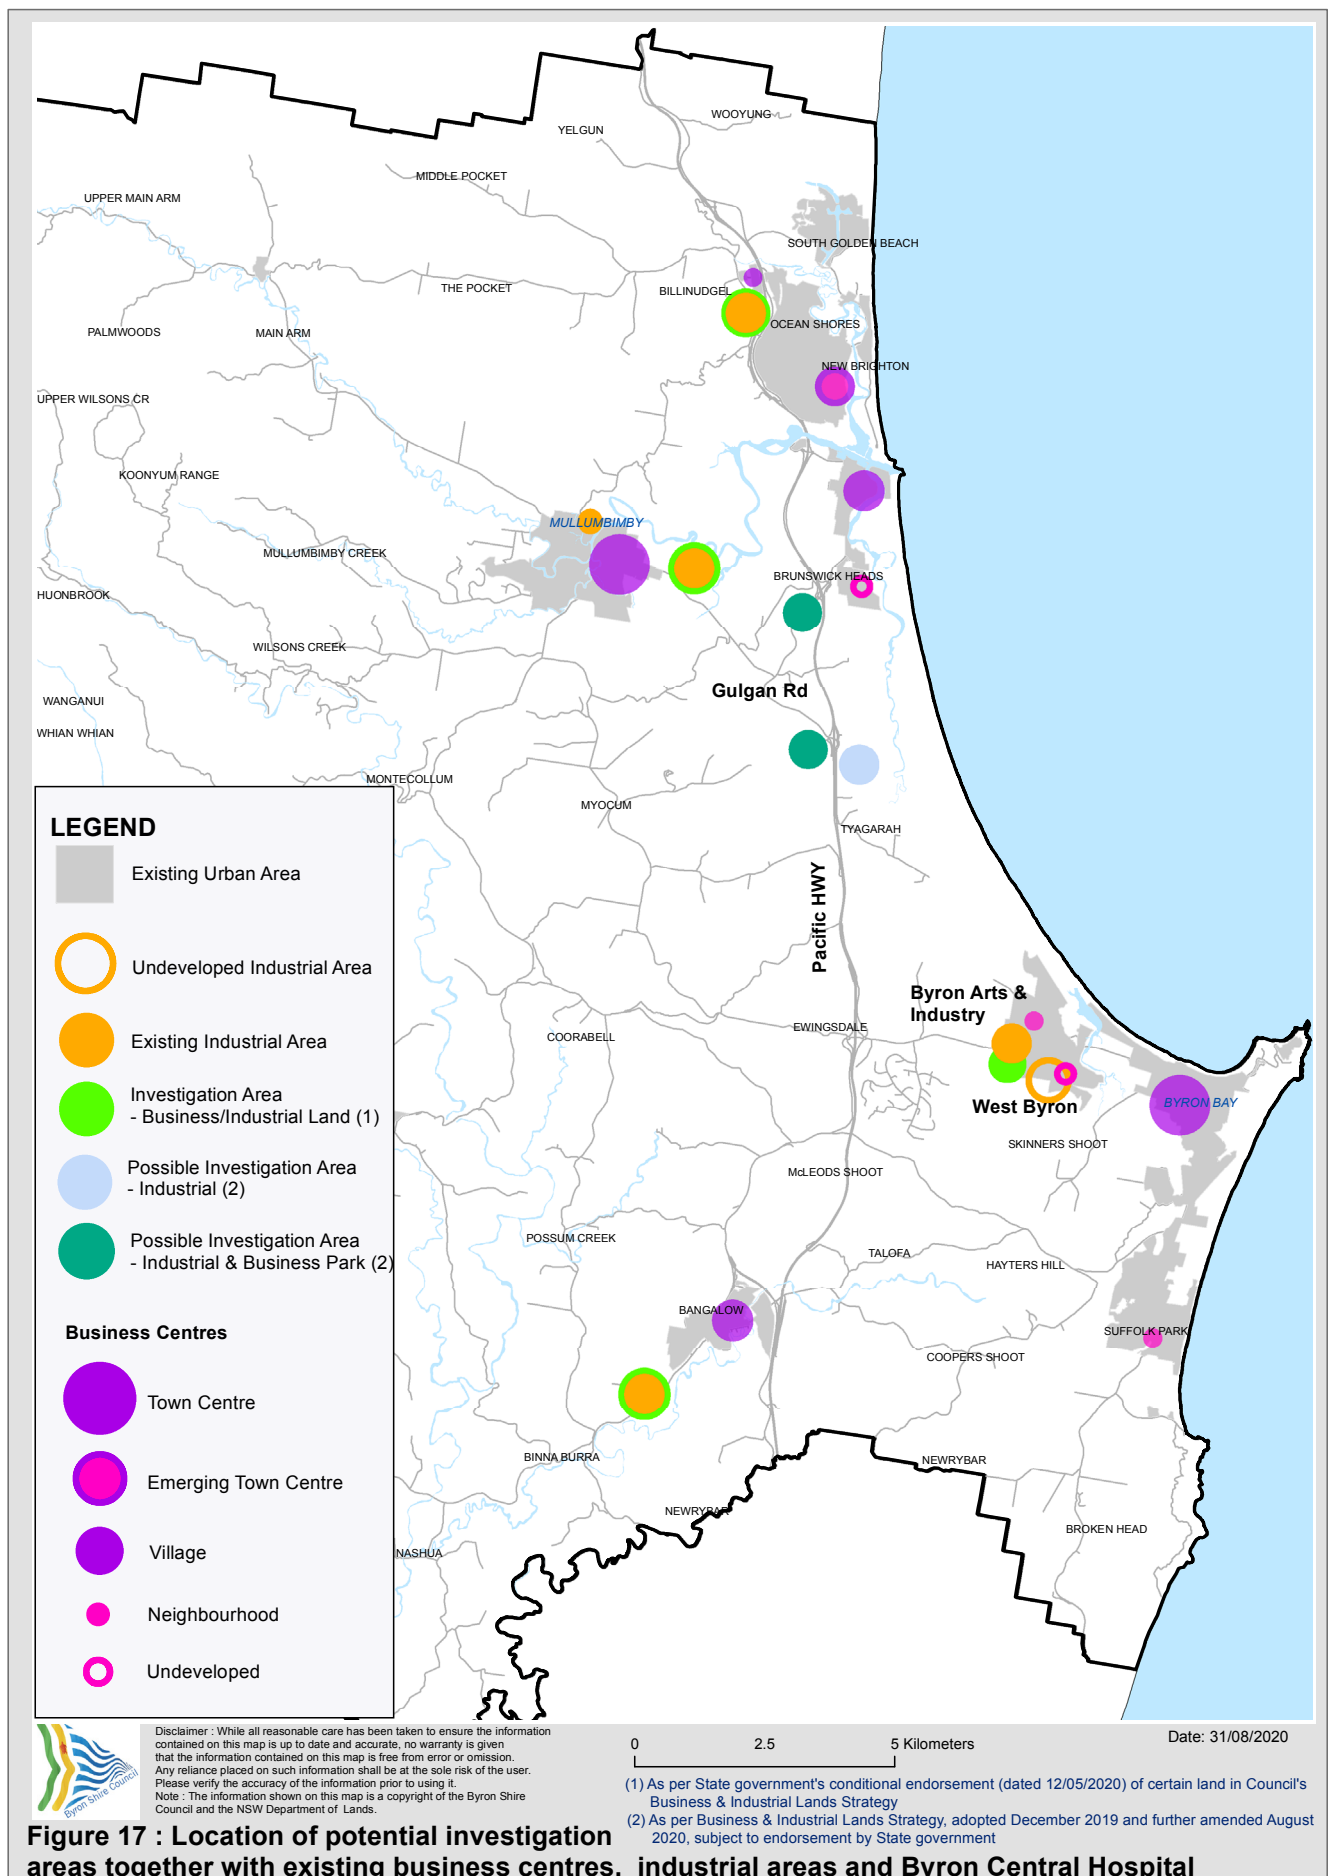 WOOYUNG
YELGUN
MIDDLE POCKET
UPPER MAIN ARM
SOUTH GOLDEN BEACH
THE POCKET
BILLINUDGEL
PALMWOODS
MAIN ARM
OCEAN SHORES
NEW BRIGHTON
UPPER WILSONS CR
KOONYUM RANGE
MULLUMBIMBY
MULLUMBIMBY CREEK
BRUNSWICK HEADS
HUONBROOK
WILSONS CREEK
Gulgan Rd
WANGANUI
WHIAN WHIAN
MONTECOLLUM
MYOCUM
TYAGARAH
Pacific HWY
Byron Arts &
Industry
EWINGSDALE
COORABELL
West Byron
BYRON BAY
SKINNERS SHOOT
McLEODS SHOOT
POSSUM CREEK
TALOFA
HAYTERS HILL
BANGALOW
SUFFOLK PARK
COOPERS SHOOT
BINNA BURRA
NEWRYBAR
NEWRYBAR
BROKEN HEAD
NASHUA
LEGEND
Existing Urban Area
Undeveloped Industrial Area
Existing Industrial Area
Investigation Area
- Business/Industrial Land (1)
Possible Investigation Area
- Industrial (2)
Possible Investigation Area
- Industrial & Business Park (2)
Business Centres
Town Centre
Emerging Town Centre
Village
Neighbourhood
Undeveloped
Byron Shire Council
Disclaimer : While all reasonable care has been taken to ensure the information
contained on this map is up to date and accurate, no warranty is given
that the information contained on this map is free from error or omission.
Any reliance placed on such information shall be at the sole risk of the user.
Please verify the accuracy of the information prior to using it.
Note : The information shown on this map is a copyright of the Byron Shire
Council and the NSW Department of Lands.
0 2.5 5 Kilometers
Date: 31/08/2020
(1) As per State government's conditional endorsement (dated 12/05/2020) of certain land in Council's
Business & Industrial Lands Strategy
(2) As per Business & Industrial Lands Strategy, adopted December 2019 and further amended August
2020, subject to endorsement by State government
Figure 17 : Location of potential investigation
areas together with existing business centres, industrial areas and Byron Central Hospital